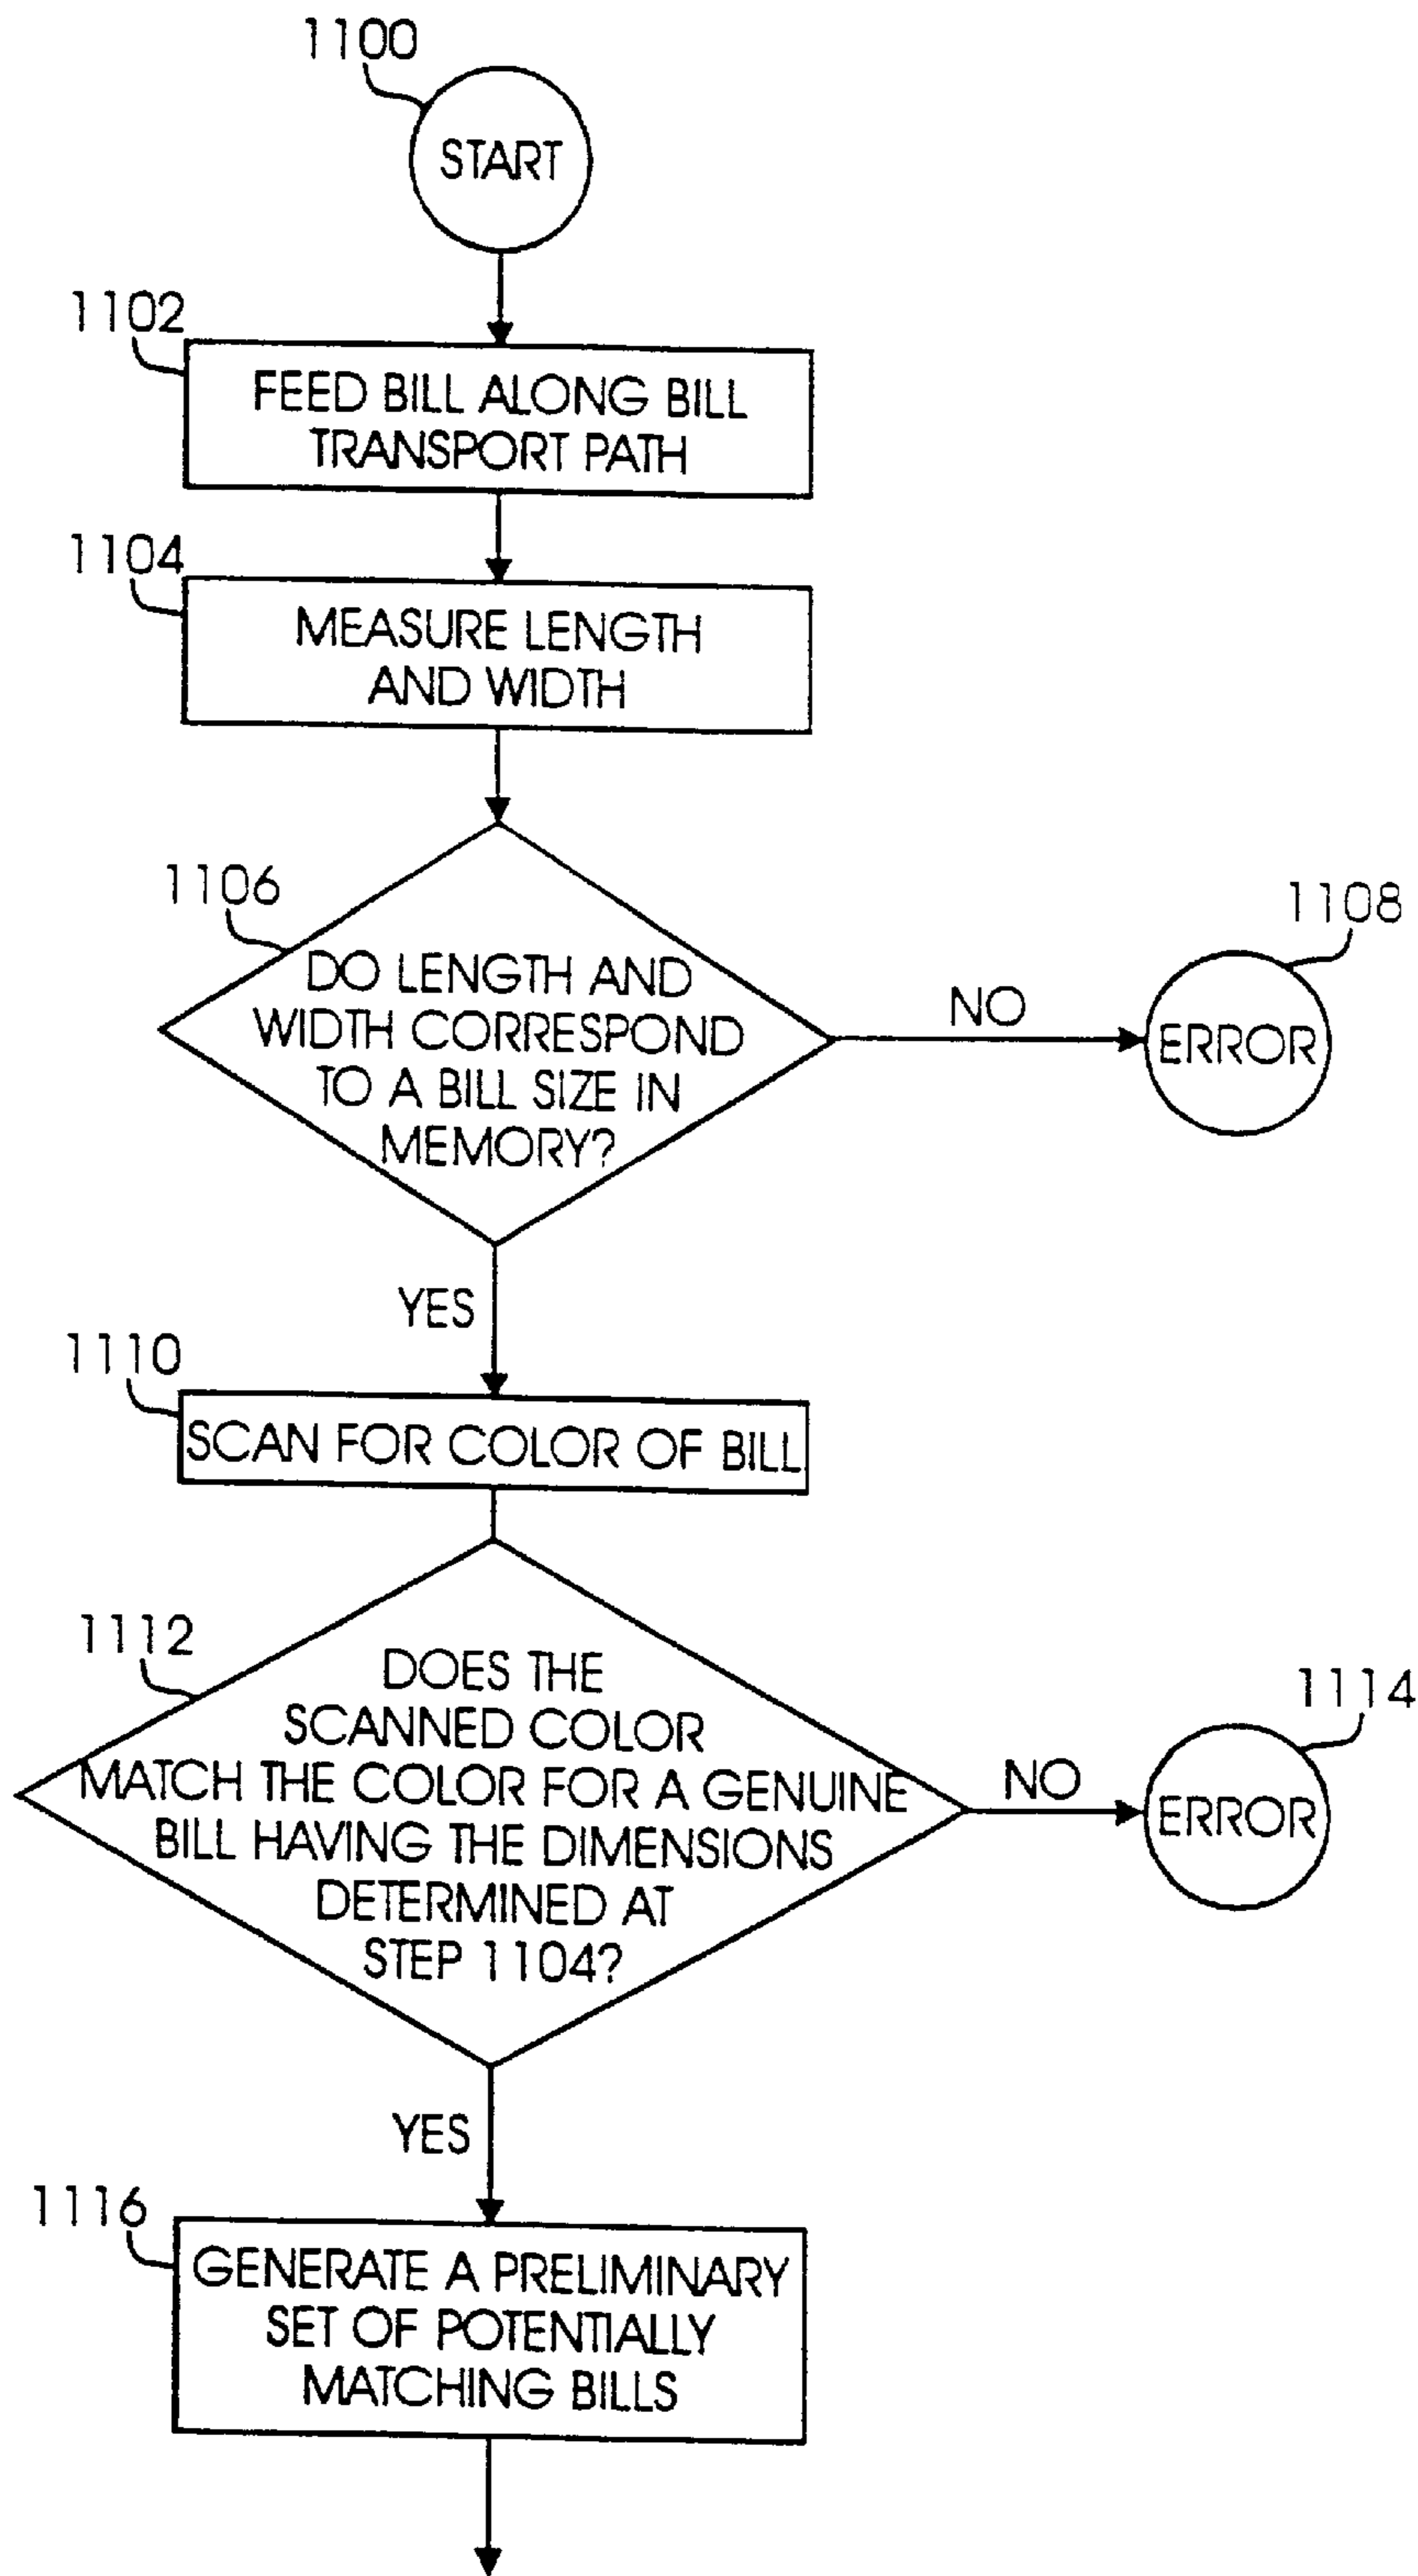 1100
START
1102
FEED BILL ALONG BILL
TRANSPORT PATH
1104
MEASURE LENGTH
AND WIDTH
1106
DO LENGTH AND
WIDTH CORRESPOND
TO A BILL SIZE IN
MEMORY?
NO
1108
ERROR
YES
1110
SCAN FOR COLOR OF BILL
1112
DOES THE
SCANNED COLOR
MATCH THE COLOR FOR A GENUINE
BILL HAVING THE DIMENSIONS
DETERMINED AT
STEP 1104?
NO
1114
ERROR
YES
1116
GENERATE A PRELIMINARY
SET OF POTENTIALLY
MATCHING BILLS